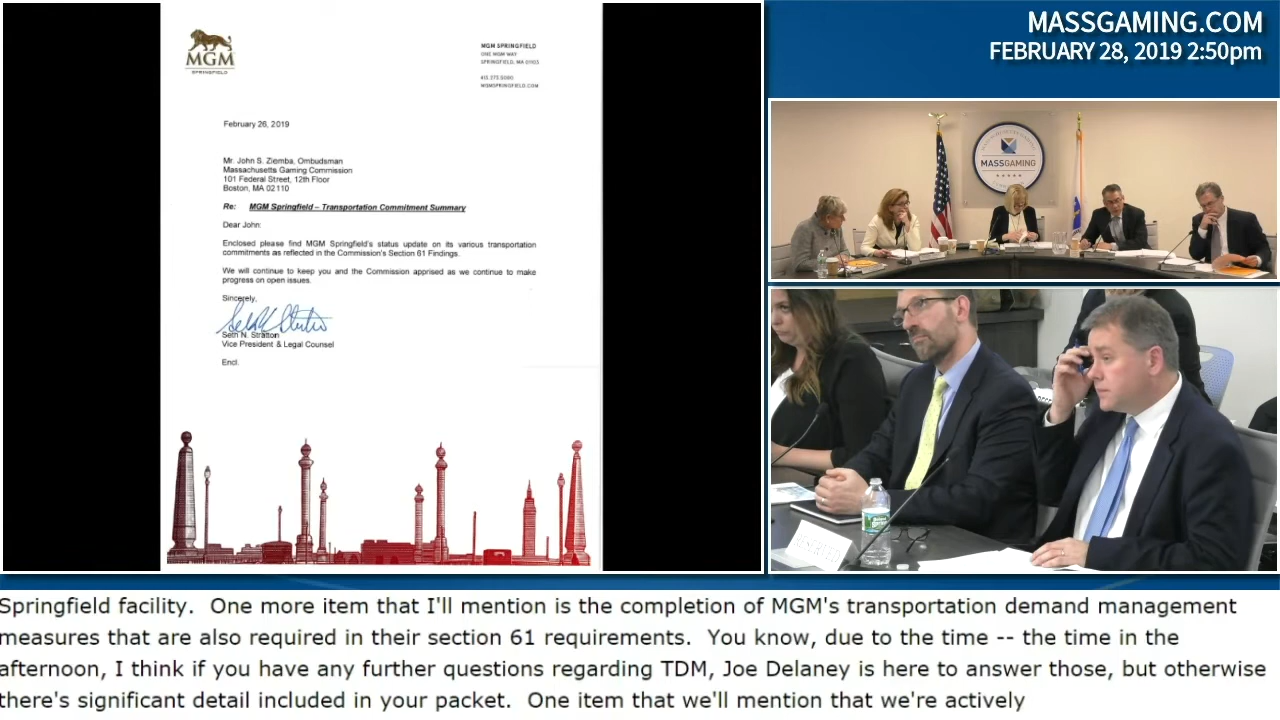 MGM
SPRINGFIELD
MGM SPRINGFIELD
ONE MGM WAY
SPRINGFIELD, MA 01103
413.273.5000
MGMSPRINGFIELD.COM
February 26, 2019
Mr. John S. Ziemba, Ombudsman
Massachusetts Gaming Commission
101 Federal Street, 12th Floor
Boston, MA 02110
Re: MGM Springfield – Transportation Commitment Summary
Dear John:
Enclosed please find MGM Springfield's status update on its various transportation
commitments as reflected in the Commission's Section 61 Findings.
We will continue to keep you and the Commission apprised as we continue to make
progress on open issues.
Sincerely,
Seth N. Stratton
Vice President & Legal Counsel
Encl.
MASSGAMING.COM
FEBRUARY 28, 2019 2:50pm
MASSGAMING
RESERVED
Springfield facility. One more item that I'll mention is the completion of MGM's transportation demand management
measures that are also required in their section 61 requirements. You know, due to the time -- the time in the
afternoon, I think if you have any further questions regarding TDM, Joe Delaney is here to answer those, but otherwise
there's significant detail included in your packet. One item that we'll mention that we're actively